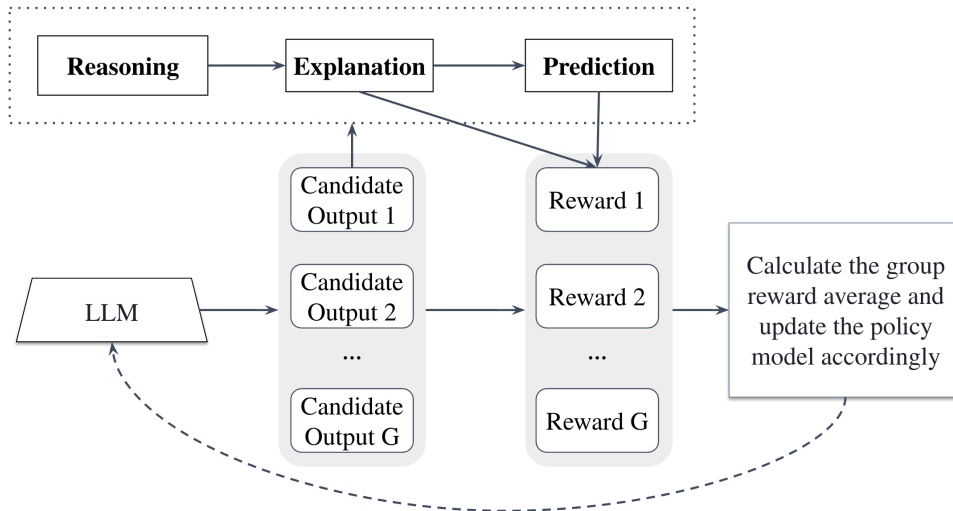 Reasoning
Explanation
Prediction
Candidate
Output 1
Reward 1
LLM
Candidate
Output 2
Reward 2
Calculate the group
reward average and
update the policy
model accordingly
...
...
Candidate
Output G
Reward G